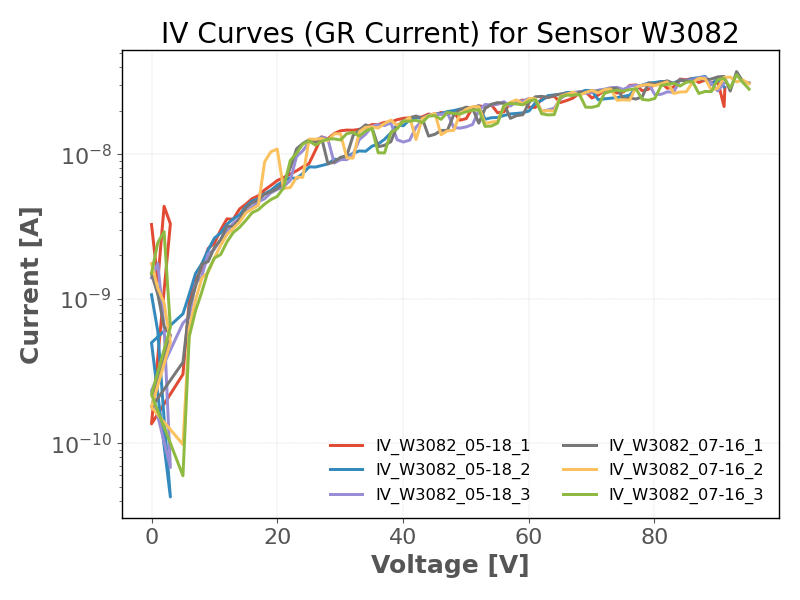 IV Curves (GR Current) for Sensor W3082
Current [A]
10⁻⁸
10⁻⁹
10⁻¹⁰
IV_W3082_05-18_1
IV_W3082_05-18_2
IV_W3082_05-18_3
IV_W3082_07-16_1
IV_W3082_07-16_2
IV_W3082_07-16_3
0 20 40 60 80
Voltage [V]